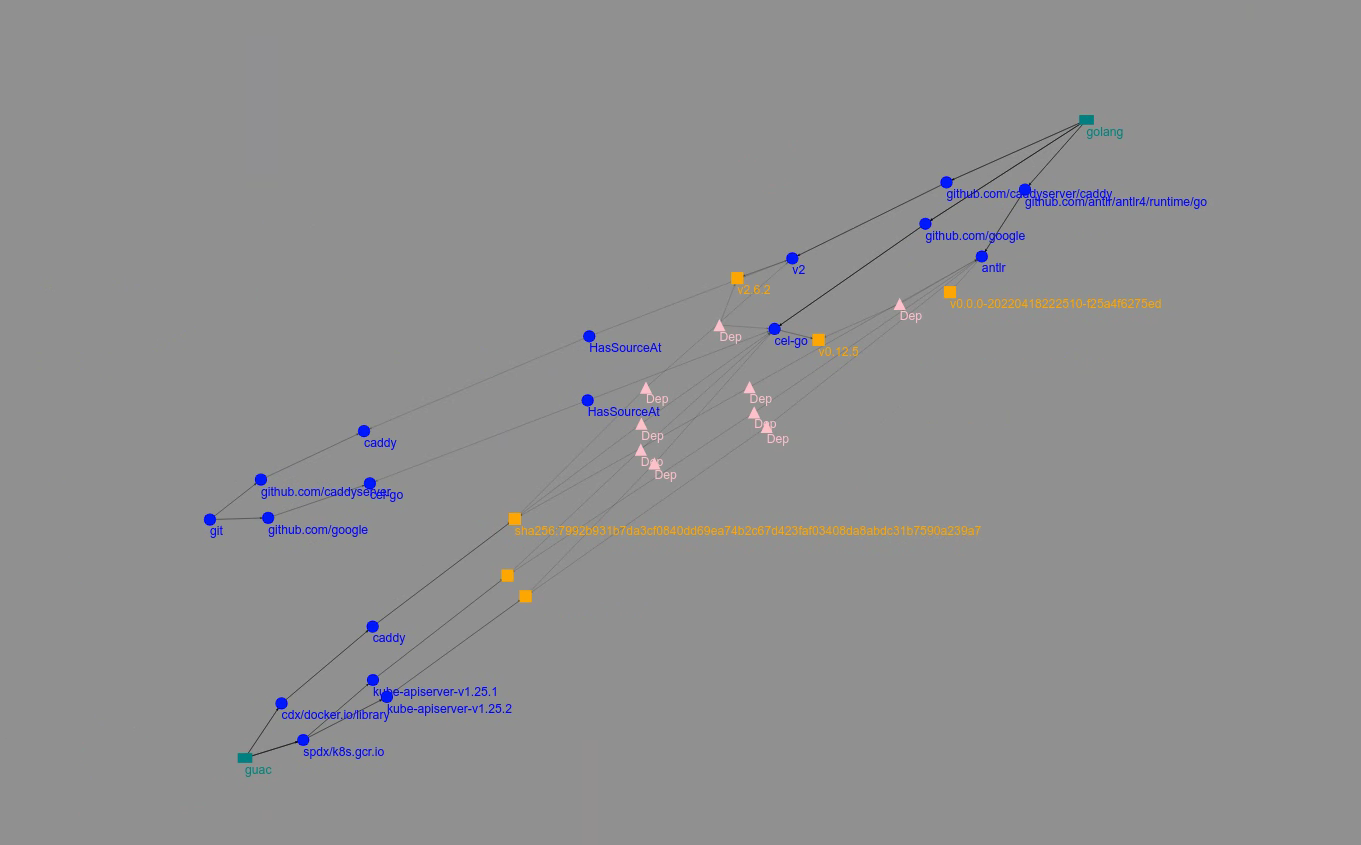 golang
github.com/caddyserver/caddy
github.com/antlr/antlr4/runtime/go
github.com/google
antlr
v2
v2.6.2
v0.0.0-20220418222510-f25a4f6275ed
Dep
Dep
cel-go
HasSourceAt
v0.12.5
Dep
Dep
HasSourceAt
Dep
Dep
Dep
caddy
Dep
Dep
github.com/caddyserver
cel-go
git
github.com/google
sha256:7992b931b7da3cf0840dd69ea74b2c67d423faf03408da8abdc31b7590a239a7
caddy
kube-apiserver-v1.25.1
kube-apiserver-v1.25.2
cdx/docker.io/library
spdx/k8s.gcr.io
guac